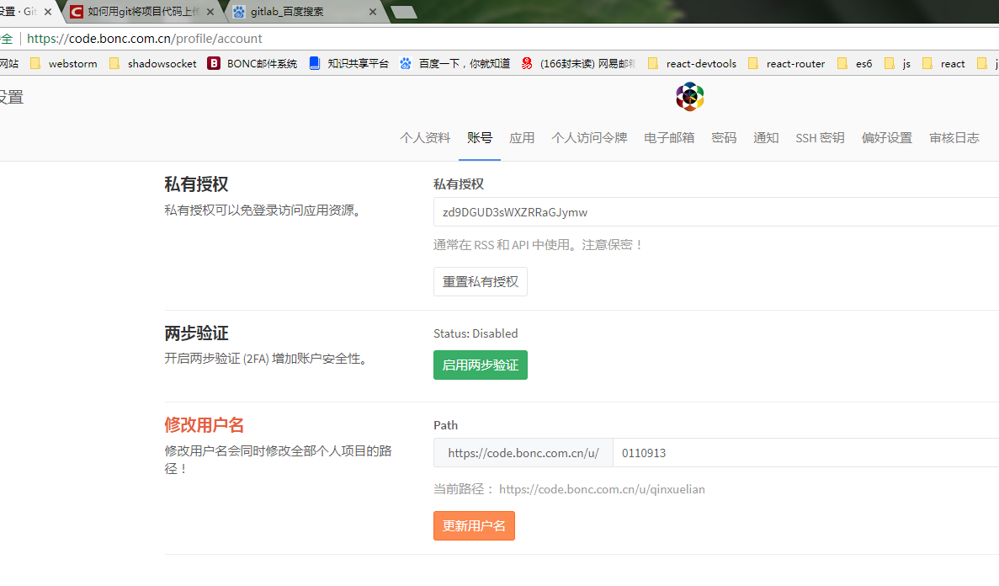 设置 · Git
如何用git将项目代码上传
gitlab_百度搜索
全 https://code.bonc.com.cn/profile/account
网站 webstorm shadowsocket B BONC邮件系统 知识共享平台 百度一下，你就知道 (166封未读) 网易邮箱 react-devtools react-router es6 js react j
设置
个人资料 账号 应用 个人访问令牌 电子邮箱 密码 通知 SSH 密钥 偏好设置 审核日志
私有授权
私有授权可以免登录访问应用资源。
私有授权
zd9DGUD3sWXZRRaGJymw
通常在 RSS 和 API 中使用。注意保密！
重置私有授权
两步验证
开启两步验证 (2FA) 增加账户安全性。
Status: Disabled
启用两步验证
修改用户名
修改用户名会同时修改全部个人项目的路
径！
Path
https://code.bonc.com.cn/u/ 0110913
当前路径： https://code.bonc.com.cn/u/qinxuelian
更新用户名